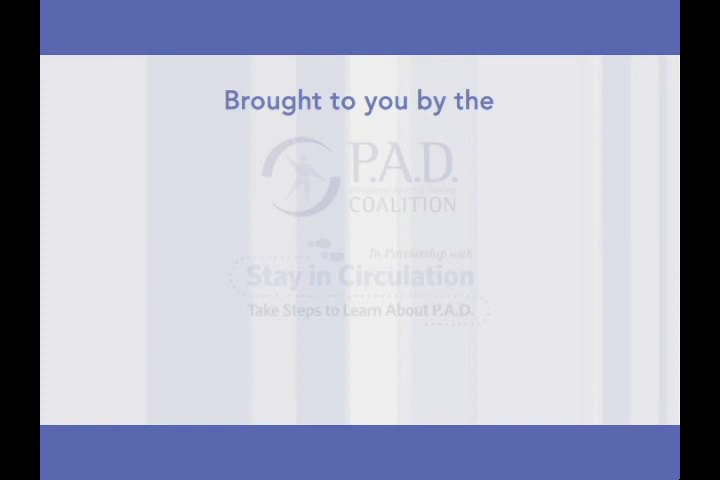 Brought to you by the
P.A.D.
COALITION
In Partnership with
Stay in Circulation
Take Steps to Learn About P.A.D.